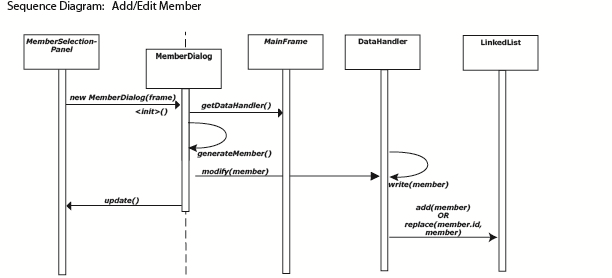 Sequence Diagram:   Add/Edit Member
MemberSelection-
Panel
MemberDialog
MainFrame
DataHandler
LinkedList
new MemberDialog(frame)
<init>()
getDataHandler()
generateMember()
modify(member)
write(member)
update()
add(member)
OR
replace(member.id,
member)